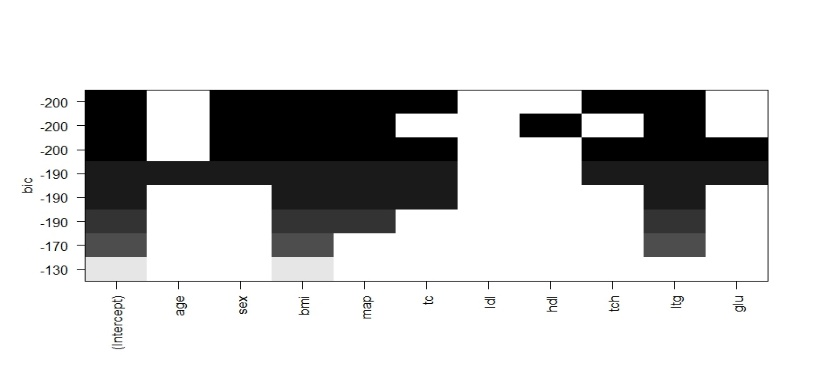 -200
-200
-200
-190
-190
-190
-170
-130
bic
(Intercept)
age
sex
bmi
map
tc
ldl
hdl
tch
ltg
glu